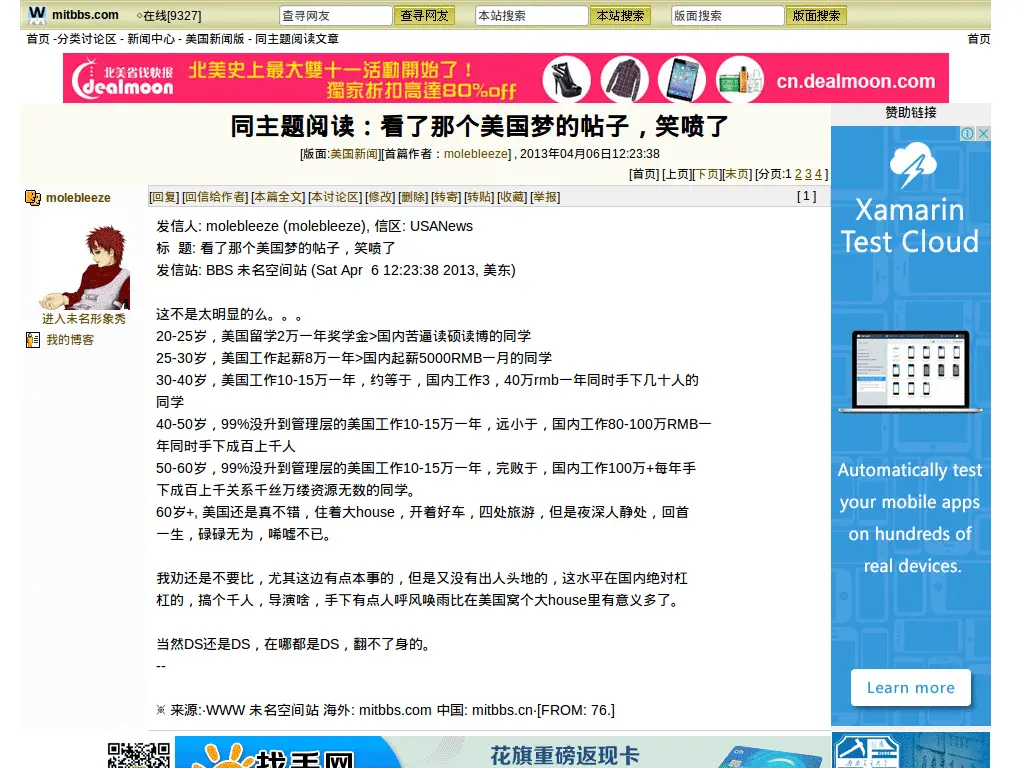 mitbbs.com ◇在线[9327] 查寻网友 查寻网友 本站搜索 本站搜索 版面搜索 版面搜索
首页 -分类讨论区 - 新闻中心 - 美国新闻版 - 同主题阅读文章 首页
北美省钱快报
dealmoon
北美史上最大雙十一活動開始了！
獨家折扣高達80%off
cn.dealmoon.com
同主题阅读：看了那个美国梦的帖子，笑喷了
[版面:美国新闻][首篇作者：molebleeze] , 2013年04月06日12:23:38
[首页] [上页][下页][末页] [分页:1 2 3 4 ]
赞助链接
molebleeze
[回复] [回信给作者] [本篇全文] [本讨论区] [修改] [删除] [转寄] [转贴] [收藏] [举报] [ 1 ]
进入未名形象秀
我的博客
发信人: molebleeze (molebleeze), 信区: USANews
标 题: 看了那个美国梦的帖子，笑喷了
发信站: BBS 未名空间站 (Sat Apr 6 12:23:38 2013, 美东)
这不是太明显的么。。。
20-25岁，美国留学2万一年奖学金>国内苦逼读硕读博的同学
25-30岁，美国工作起薪8万一年>国内起薪5000RMB一月的同学
30-40岁，美国工作10-15万一年，约等于，国内工作3，40万rmb一年同时手下几十人的
同学
40-50岁，99%没升到管理层的美国工作10-15万一年，远小于，国内工作80-100万RMB一
年同时手下成百上千人
50-60岁，99%没升到管理层的美国工作10-15万一年，完败于，国内工作100万+每年手
下成百上千关系千丝万缕资源无数的同学。
60岁+, 美国还是真不错，住着大house，开着好车，四处旅游，但是夜深人静处，回首
一生，碌碌无为，唏嘘不已。
我劝还是不要比，尤其这边有点本事的，但是又没有出人头地的，这水平在国内绝对杠
杠的，搞个千人，导演啥，手下有点人呼风唤雨比在美国窝个大house里有意义多了。
当然DS还是DS，在哪都是DS，翻不了身的。
--
※ 来源:·WWW 未名空间站 海外: mitbbs.com 中国: mitbbs.cn·[FROM: 76.]
Xamarin
Test Cloud
Automatically test
your mobile apps
on hundreds of
real devices.
Learn more
找手网
花旗重磅返现卡